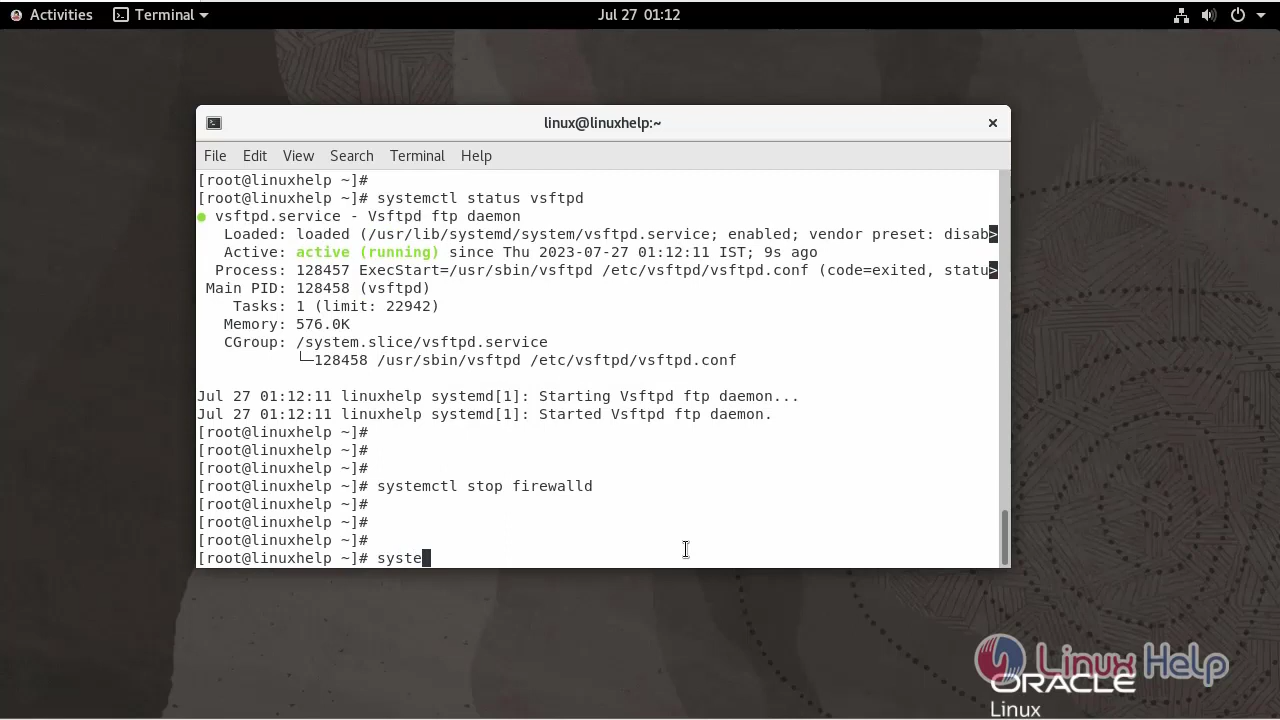 Activities Terminal Jul 27 01:12
linux@linuxhelp:~ ×
File Edit View Search Terminal Help
[root@linuxhelp ~]#
[root@linuxhelp ~]# systemctl status vsftpd
● vsftpd.service - Vsftpd ftp daemon
   Loaded: loaded (/usr/lib/systemd/system/vsftpd.service; enabled; vendor preset: disab>
   Active: active (running) since Thu 2023-07-27 01:12:11 IST; 9s ago
  Process: 128457 ExecStart=/usr/sbin/vsftpd /etc/vsftpd/vsftpd.conf (code=exited, statu>
 Main PID: 128458 (vsftpd)
    Tasks: 1 (limit: 22942)
   Memory: 576.0K
   CGroup: /system.slice/vsftpd.service
           └─128458 /usr/sbin/vsftpd /etc/vsftpd/vsftpd.conf
Jul 27 01:12:11 linuxhelp systemd[1]: Starting Vsftpd ftp daemon...
Jul 27 01:12:11 linuxhelp systemd[1]: Started Vsftpd ftp daemon.
[root@linuxhelp ~]#
[root@linuxhelp ~]#
[root@linuxhelp ~]#
[root@linuxhelp ~]# systemctl stop firewalld
[root@linuxhelp ~]#
[root@linuxhelp ~]#
[root@linuxhelp ~]#
[root@linuxhelp ~]# syste
Linux Help
ORACLE
Linux